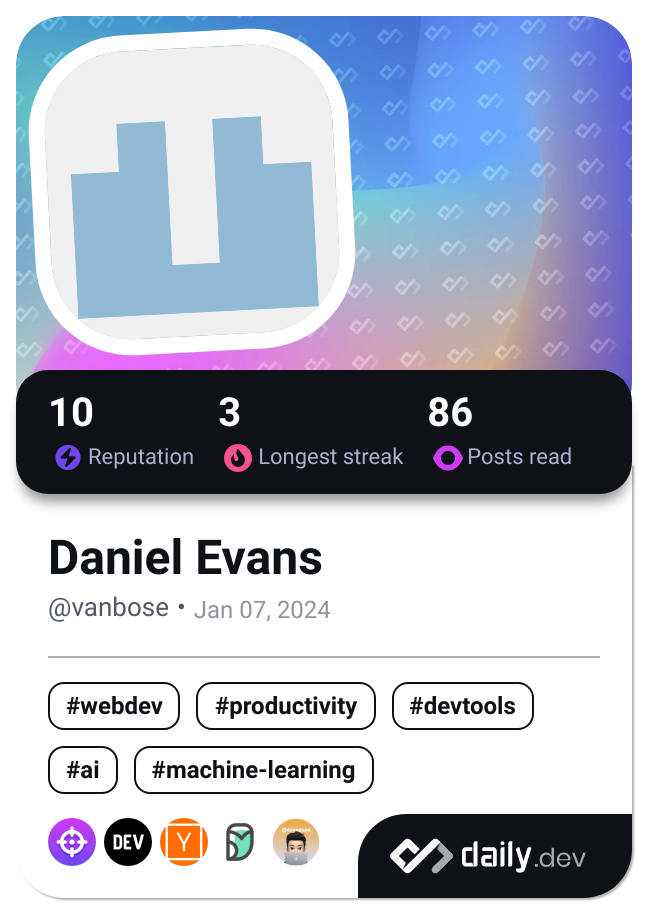 10 3 86
Reputation Longest streak Posts read
Daniel Evans
@vanbose • Jan 07, 2024
#webdev #productivity #devtools
#ai #machine-learning
DEV Y
daily.dev